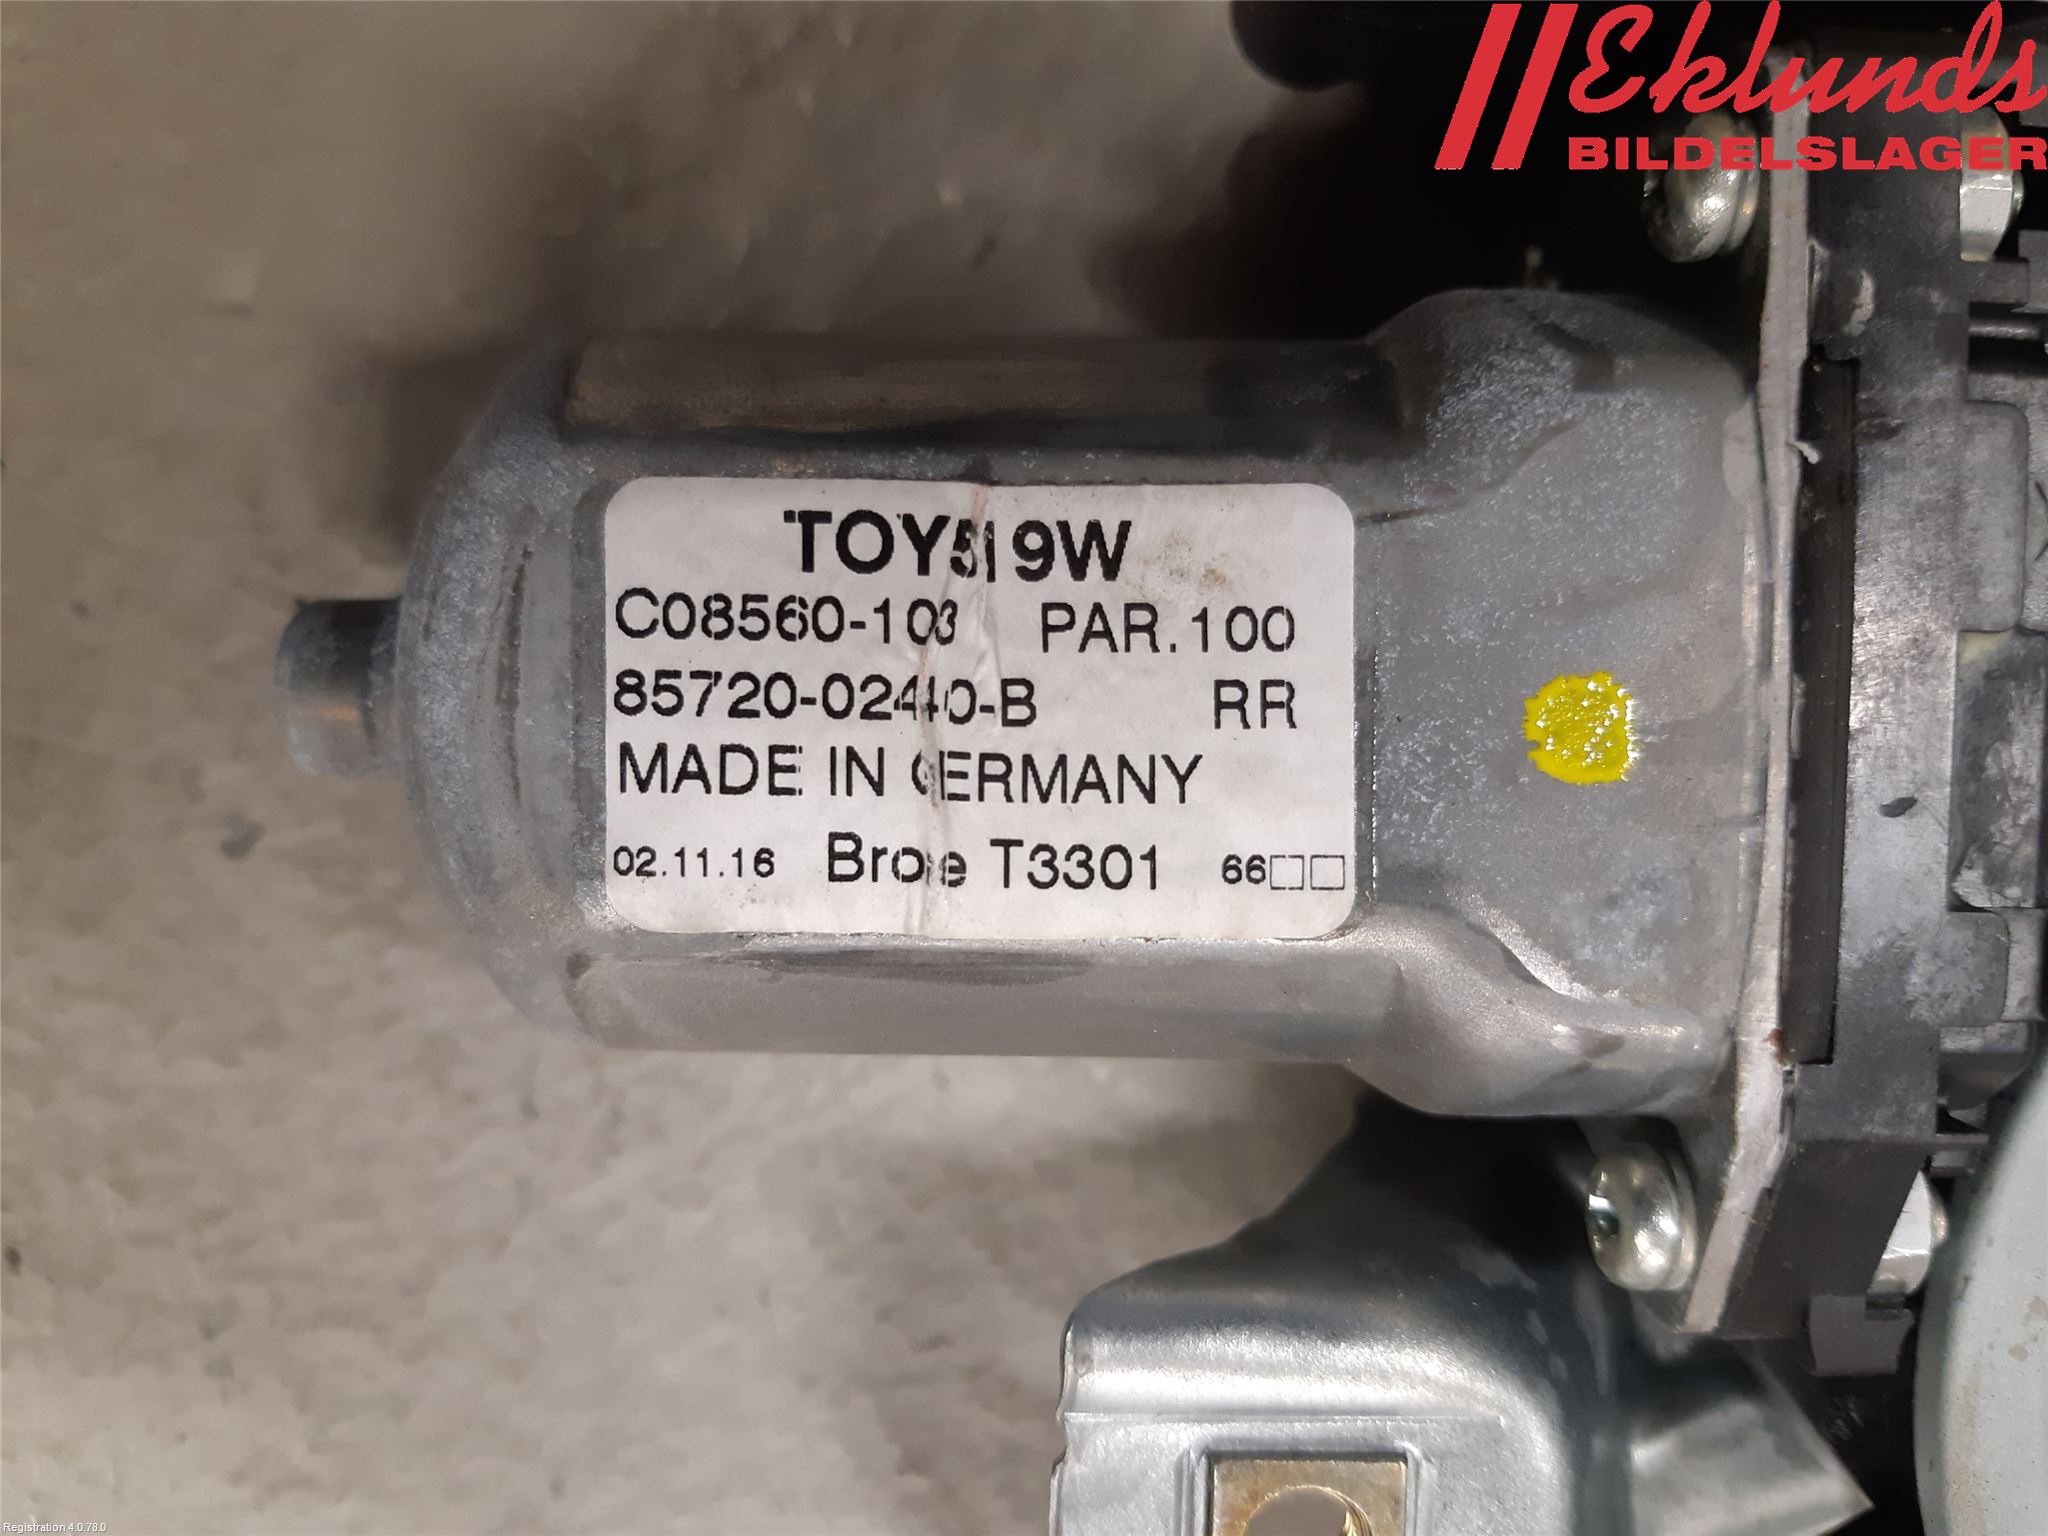 Eklunds
BILDELSLAGER
TOY519W
C08560-103 PAR.100
85720-0240-B RR
MADE IN GERMANY
02.11.16 Brose T3301 66
Registration 4.0.78.0